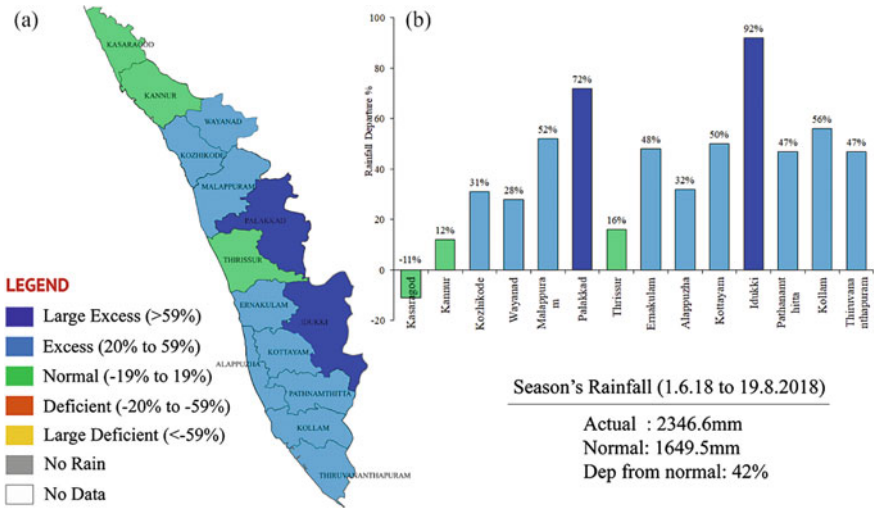 (a)
KASARAGOD
KANNUR
WAYANAD
KOZHIKODE
MALAPPURAM
PALAKKAD
THIRISSUR
ERNAKULAM
IDUKKI
KOTTAYAM
ALAPPUZHA
PATHNAMTHITTA
KOLLAM
THIRUVANANTHAPURAM
LEGEND
Large Excess (>59%)
Excess (20% to 59%)
Normal (-19% to 19%)
Deficient (-20% to -59%)
Large Deficient (<-59%)
No Rain
No Data
(b)
Rainfall Departure %
100
80
60
40
20
0
-20
-11%
12%
31%
28%
52%
72%
16%
48%
32%
50%
92%
47%
56%
47%
Kasaragod
Kannur
Kozhikode
Wayanad
Malappura
m
Palakkad
Thrissur
Ernakulam
Alappuzha
Kottayam
Idukki
Pathanamt
hitta
Kollam
Thiruvana
nthapuram
Season's Rainfall (1.6.18 to 19.8.2018)
Actual : 2346.6mm
Normal: 1649.5mm
Dep from normal: 42%